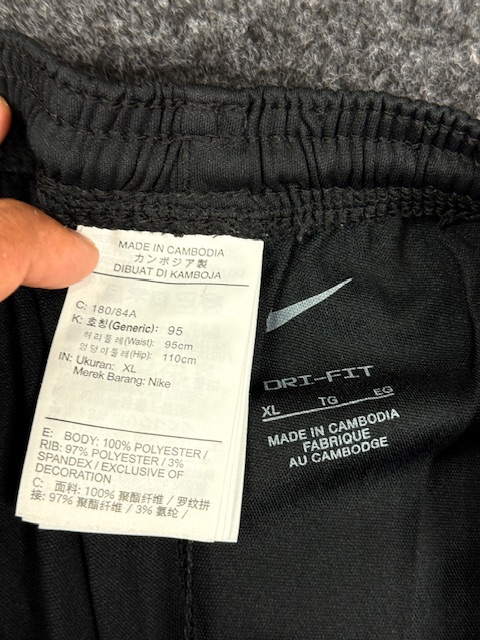 MADE IN CAMBODIA
カンボジア製
DIBUAT DI KAMBOJA
C: 180/84A
K: 호칭(Generic): 95
허리둘레(Waist): 95cm
엉덩이둘레(Hip): 110cm
IN: Ukuran: XL
Merek Barang: Nike
E: BODY: 100% POLYESTER /
RIB: 97% POLYESTER / 3%
SPANDEX / EXCLUSIVE OF
DECORATION
C: 面料: 100% 聚酯纤维 / 罗纹拼
接: 97% 聚酯纤维 / 3% 氨纶 /
DRI-FIT
XL TG EG
MADE IN CAMBODIA
FABRIQUE
AU CAMBODGE